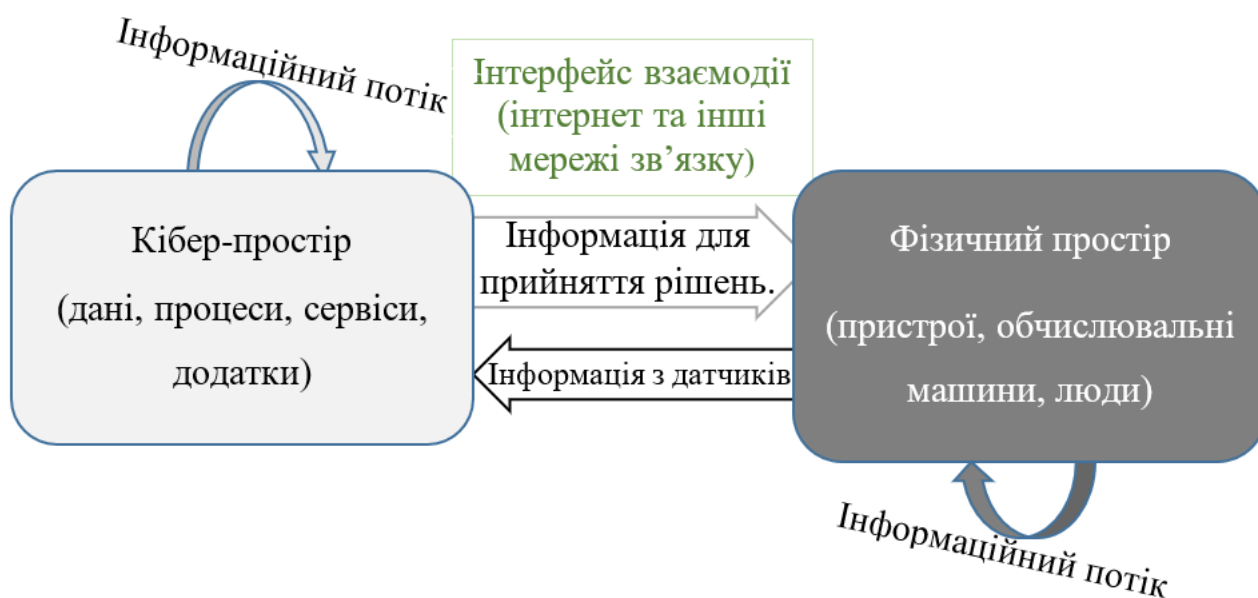 Інформаційний потік
Інтерфейс взаємодії
(інтернет та інші
мережі зв’язку)
Кібер-простір
(дані, процеси, сервіси,
додатки)
Інформація для
прийняття рішень.
Інформація з датчиків
Фізичний простір
(пристрої, обчислювальні
машини, люди)
Інформаційний потік